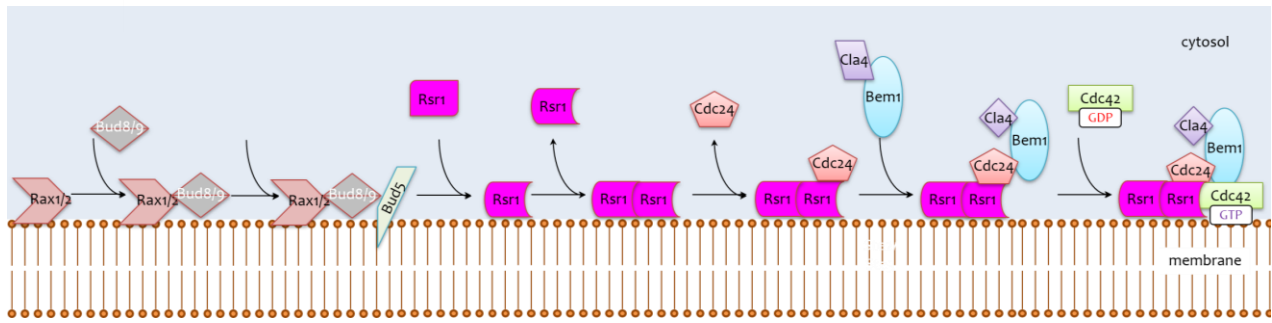 cytosol
Cla4
Bem1
Rsr1
Rsr1
Cdc24
Cdc42
GDP
Bud8/9
Cla4
Bem1
Cla4
Bem1
Cdc24
Cdc24
Cdc24
Rax1/2
Rax1/2
Bud8/9
Rax1/2
Bud8/9
Bud5
Rsr1
Rsr1
Rsr1
Rsr1
Rsr1
Rsr1
Rsr1
Rsr1
Rsr1
Cdc42
GTP
membrane